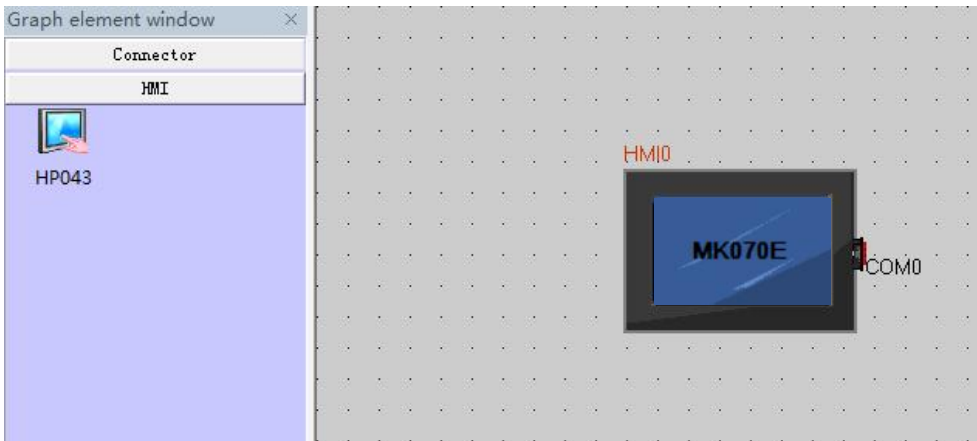 Graph element window
Connector
HMI
HP043
HMI0
MK070E
COM0